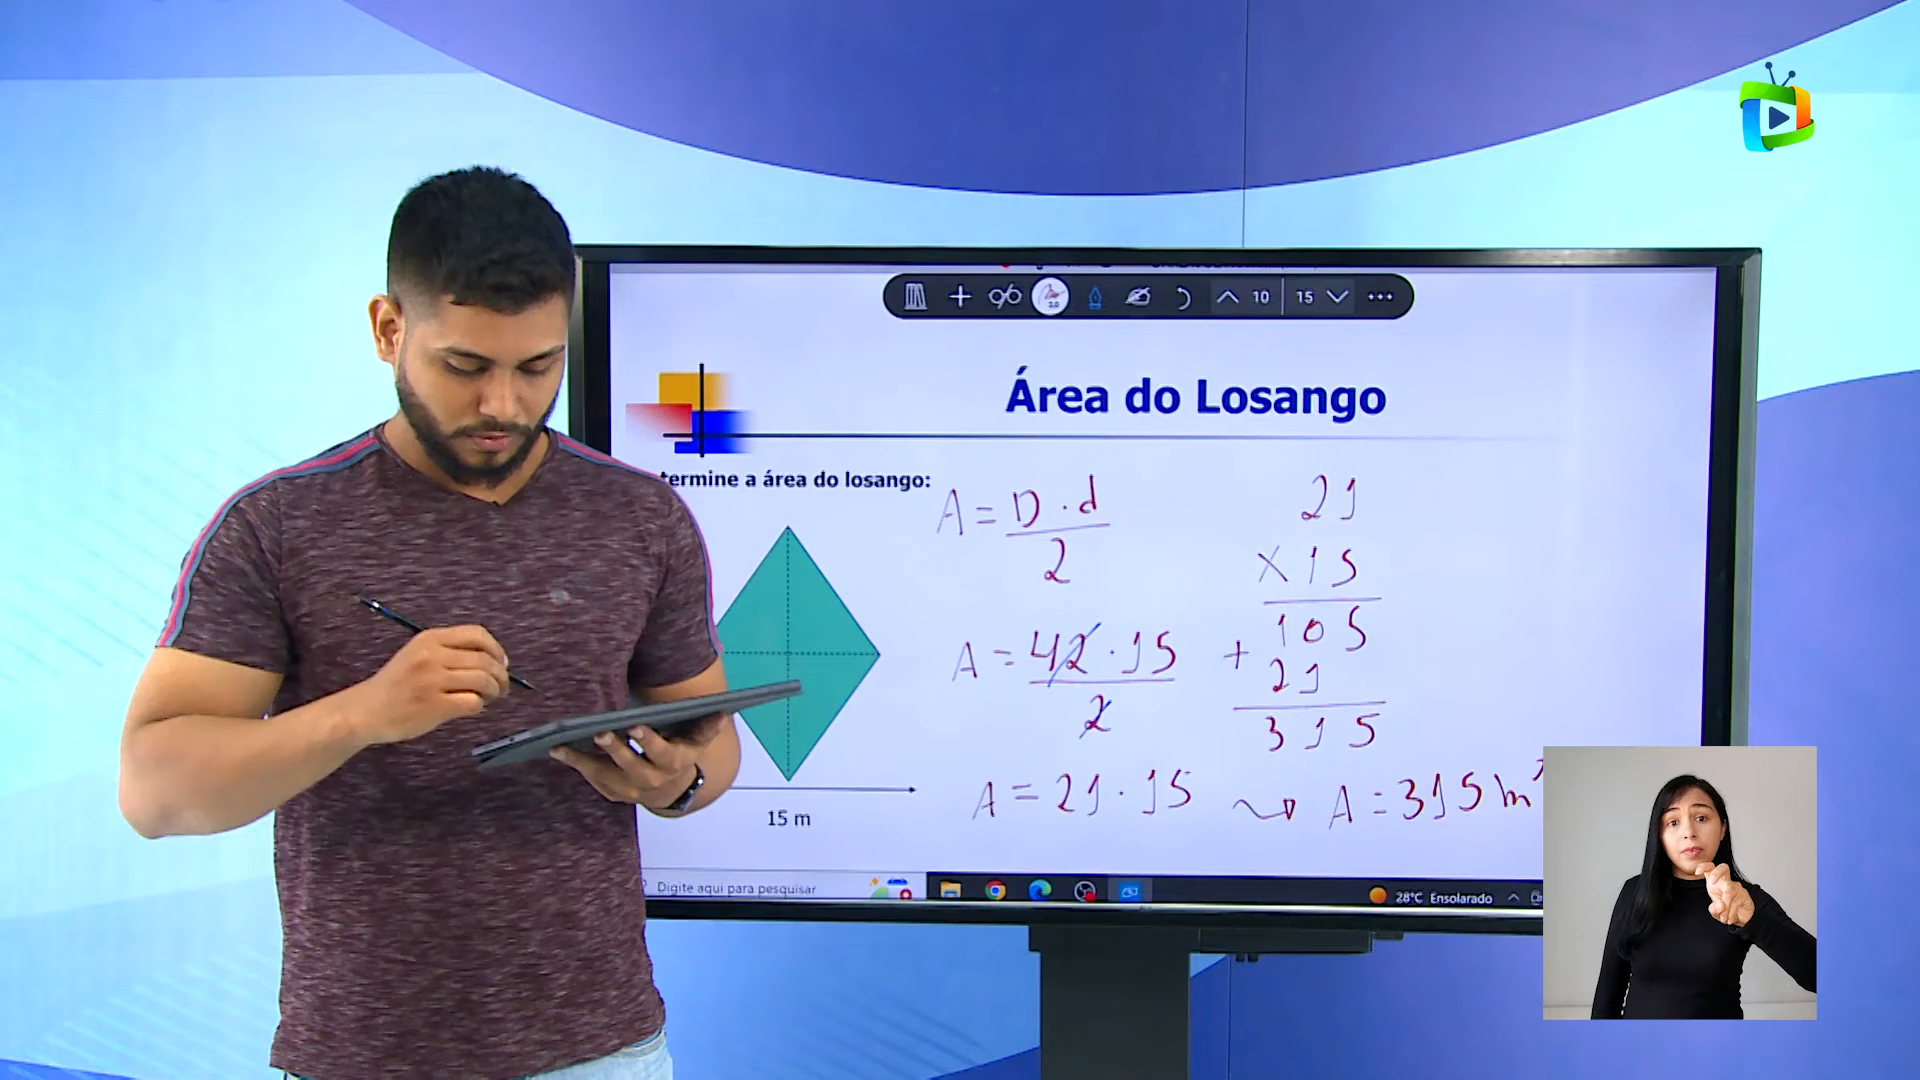 10 15
Área do Losango
termine a área do losango:
A = D . d
2
A = 42 . 15
2
A = 21 . 15
21
X 15
105
+ 21
315
A = 315 m
15 m
Digite aqui para pesquisar
28°C Ensolarado